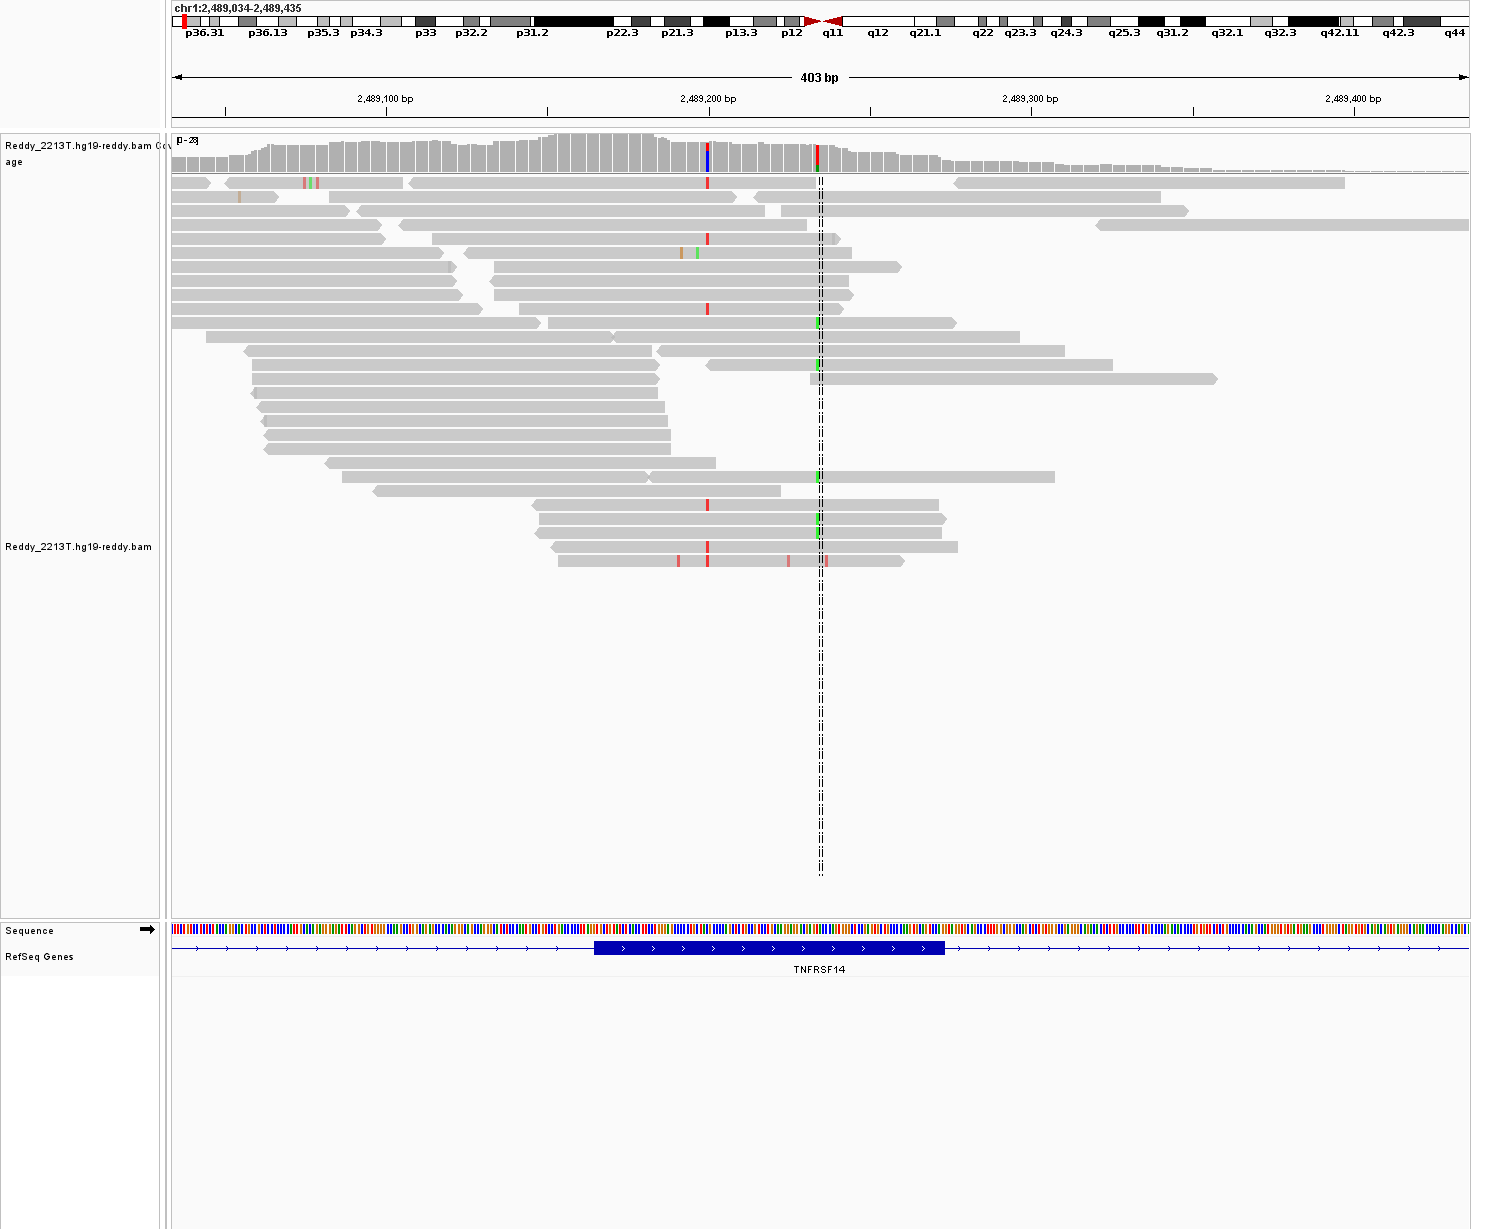 chr1:2,489,034-2,489,435
p36.31 p36.13 p35.3 p34.3 p33 p32.2 p31.2 p22.3 p21.3 p13.3 p12 q11 q12 q21.1 q22 q23.3 q24.3 q25.3 q31.2 q32.1 q32.3 q42.11 q42.3 q44
403 bp
2,489,100 bp 2,489,200 bp 2,489,300 bp 2,489,400 bp
Reddy_2213T.hg19-reddy.bam Cov
age
Reddy_2213T.hg19-reddy.bam
Sequence
RefSeq Genes
TNFRSF14